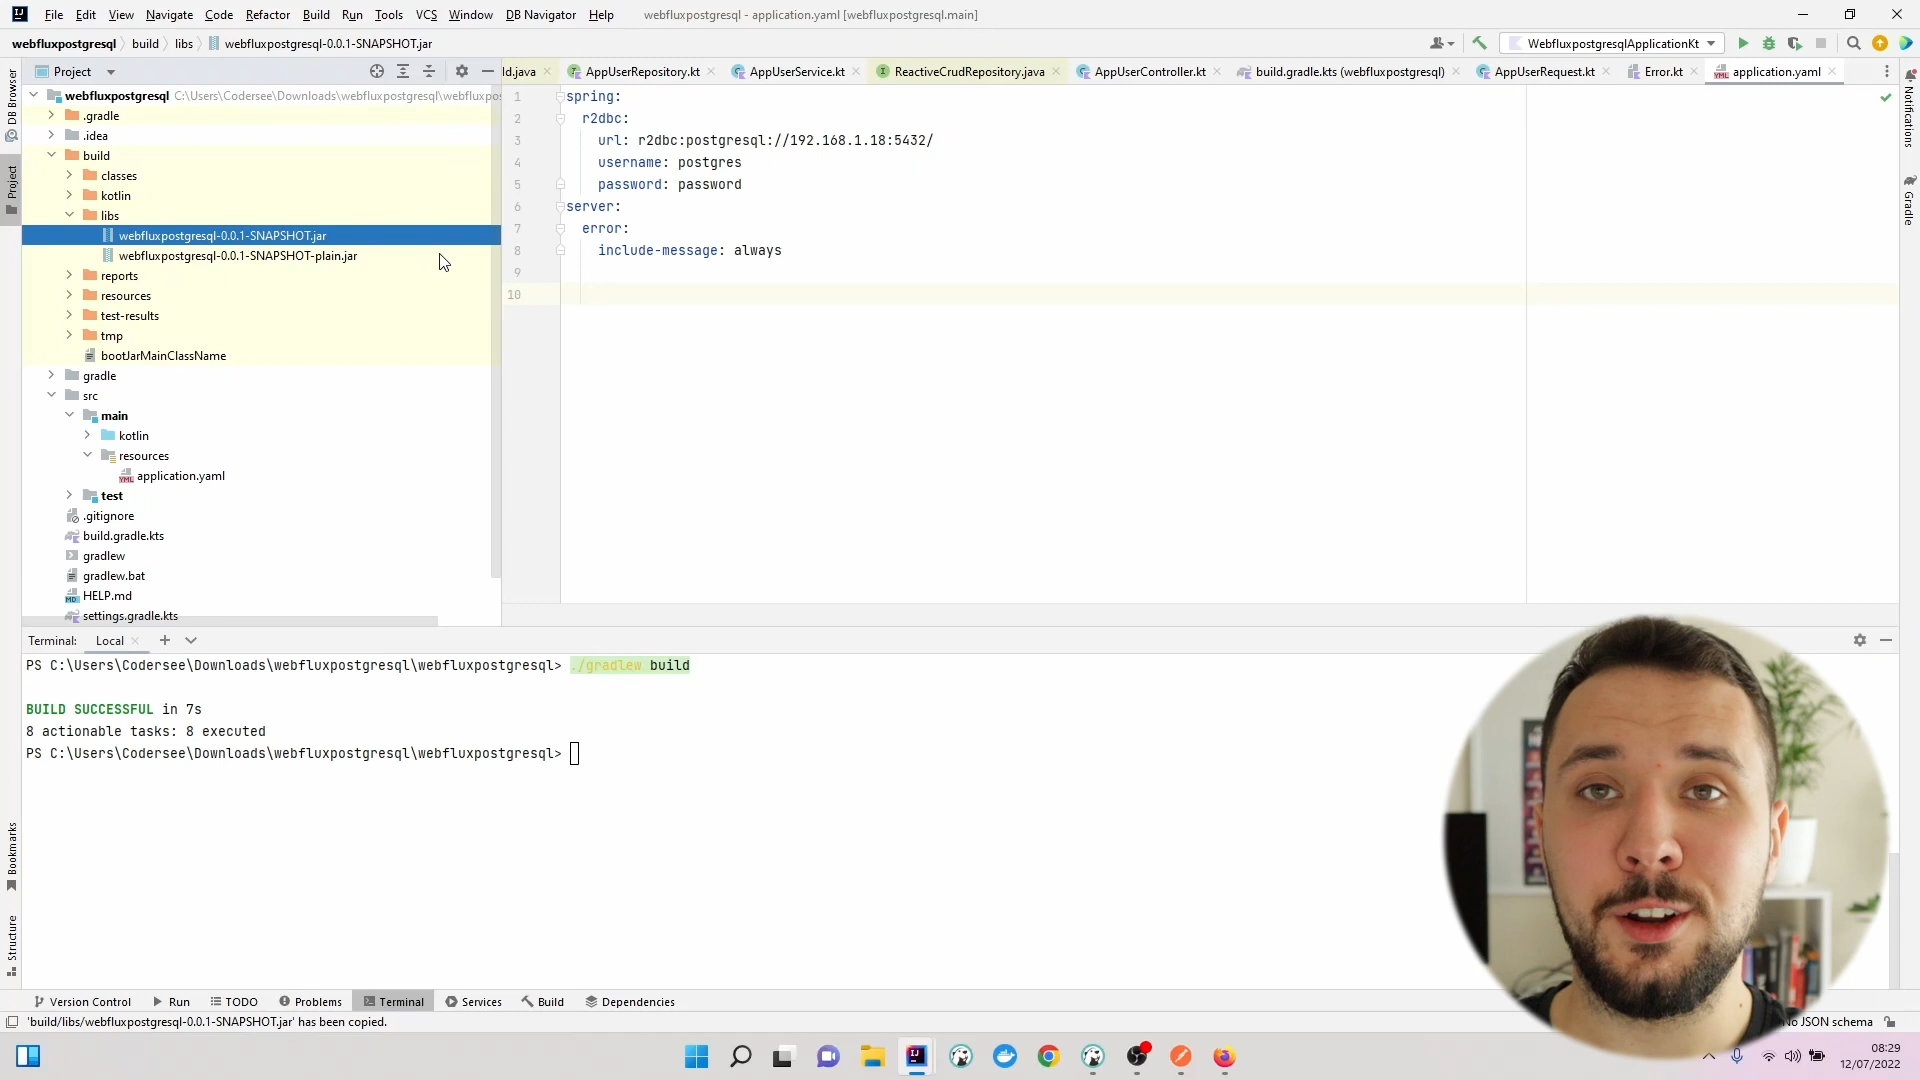 File Edit View Navigate Code Refactor Build Run Tools VCS Window DB Navigator Help webfluxpostgresql - application.yaml [webfluxpostgresql.main]
webfluxpostgresql build libs webfluxpostgresql-0.0.1-SNAPSHOT.jar WebfluxpostgresqlApplicationKt
Project ld.java AppUserRepository.kt AppUserService.kt ReactiveCrudRepository.java AppUserController.kt build.gradle.kts (webfluxpostgresql) AppUserRequest.kt Error.kt application.yaml
DB Browser
Project
Bookmarks
Structure
Notifications
Gradle
webfluxpostgresql C:\Users\Codersee\Downloads\webfluxpostgresql\webfluxpos
.gradle
.idea
build
classes
kotlin
libs
webfluxpostgresql-0.0.1-SNAPSHOT.jar
webfluxpostgresql-0.0.1-SNAPSHOT-plain.jar
reports
resources
test-results
tmp
bootJarMainClassName
gradle
src
main
kotlin
resources
application.yaml
test
.gitignore
build.gradle.kts
gradlew
gradlew.bat
HELP.md
settings.gradle.kts
1 spring:
2 r2dbc:
3 url: r2dbc:postgresql://192.168.1.18:5432/
4 username: postgres
5 password: password
6 server:
7 error:
8 include-message: always
9
10
Terminal: Local
PS C:\Users\Codersee\Downloads\webfluxpostgresql\webfluxpostgresql> ./gradlew build
BUILD SUCCESSFUL in 7s
8 actionable tasks: 8 executed
PS C:\Users\Codersee\Downloads\webfluxpostgresql\webfluxpostgresql>
Version Control Run TODO Problems Terminal Services Build Dependencies
'build/libs/webfluxpostgresql-0.0.1-SNAPSHOT.jar' has been copied. No JSON schema
08:29
12/07/2022